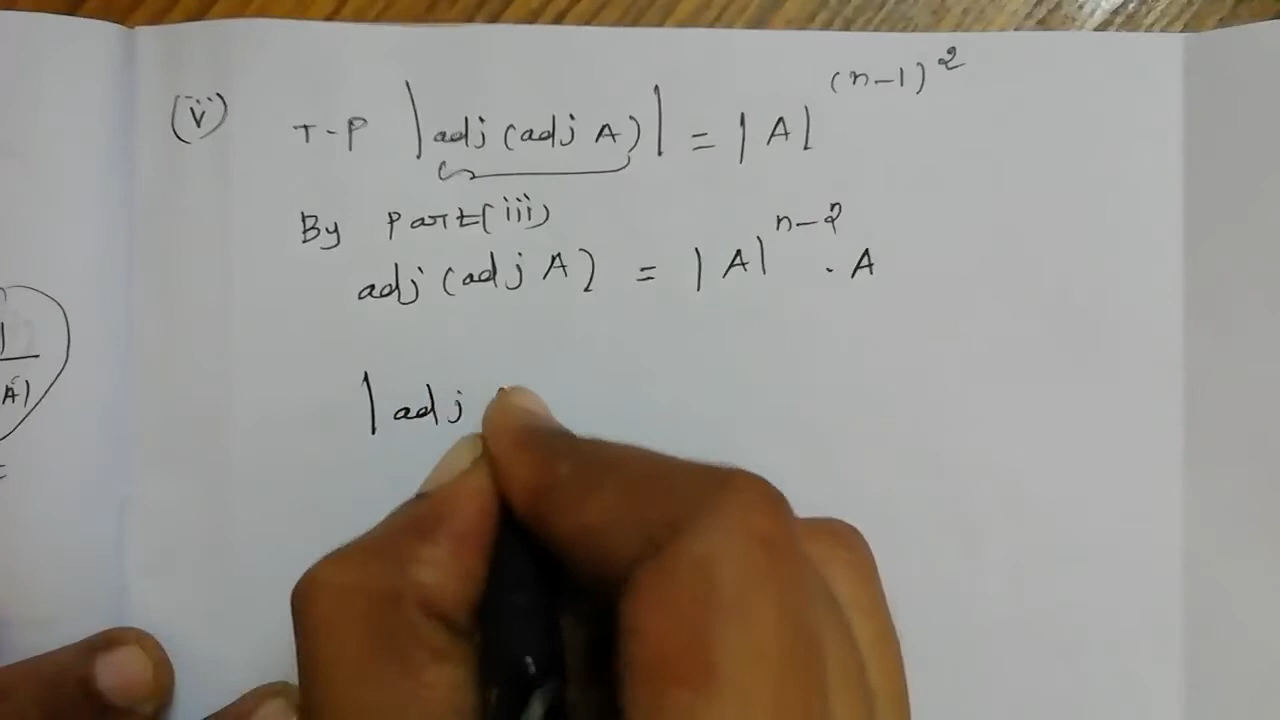 (v) T-P |adj (adj A)| = |A|^(n-1)^2
By part (iii)
adj (adj A) = |A|^n-2 . A
|adj
|A|
=